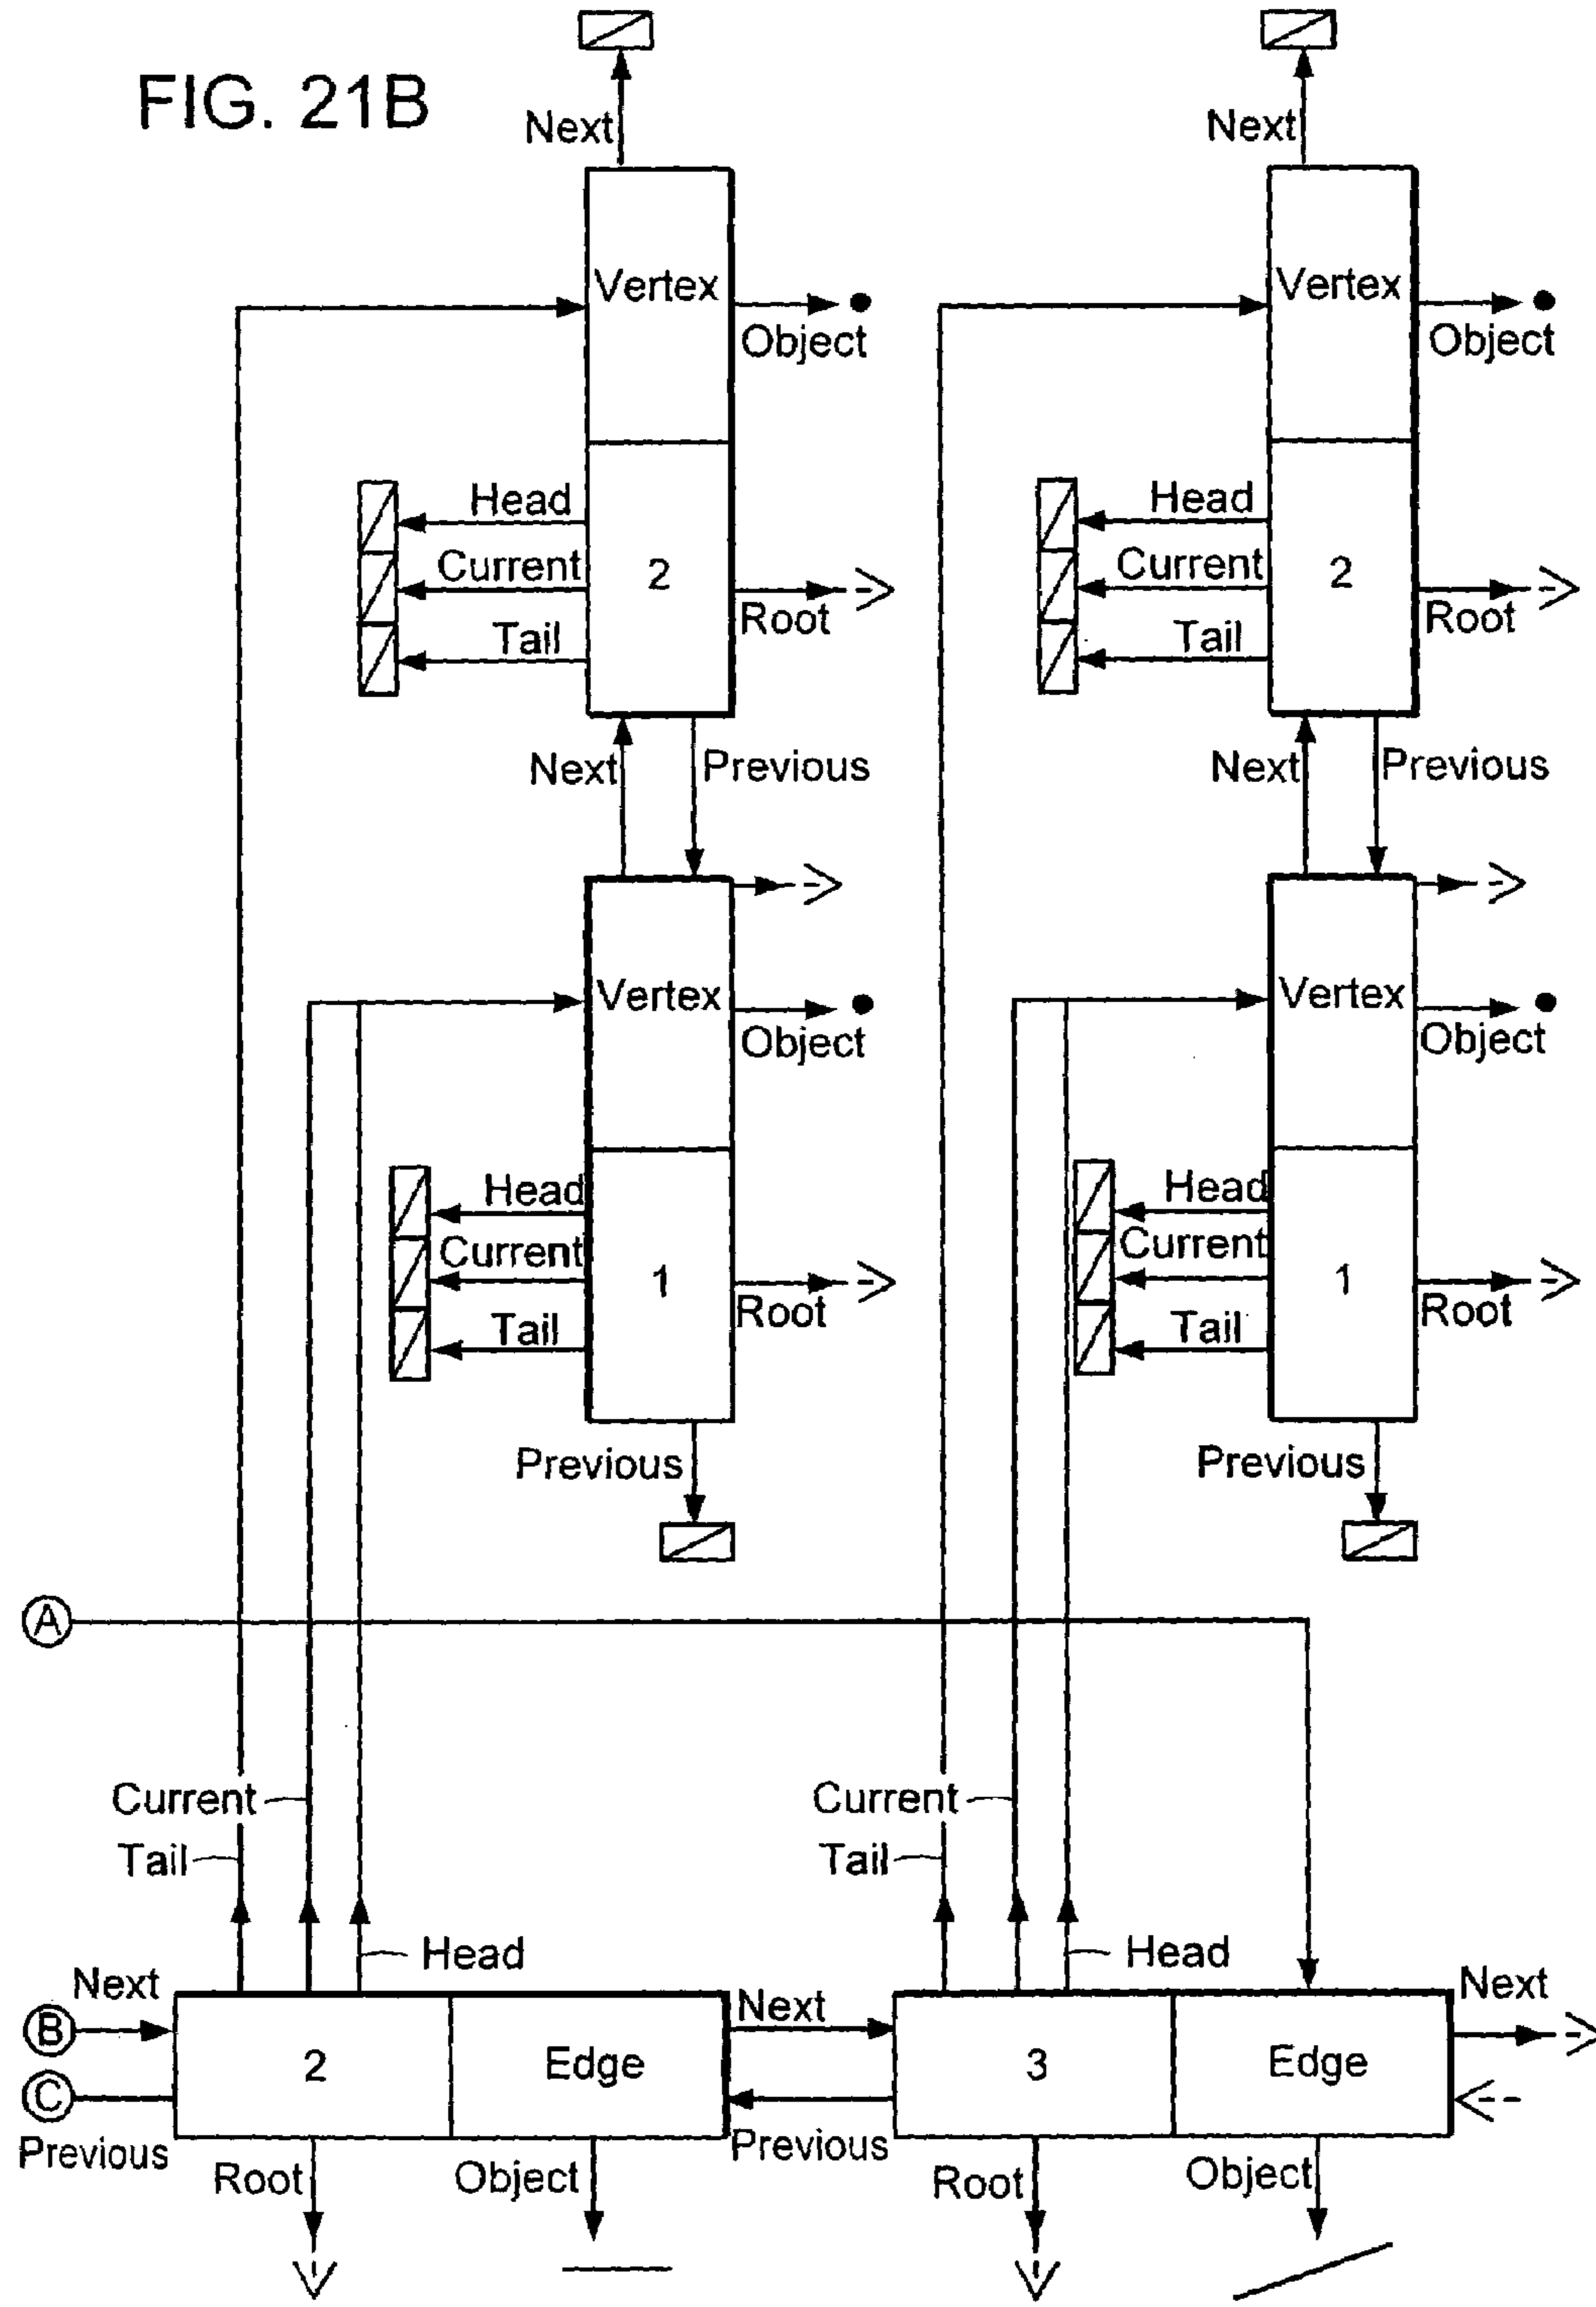 FIG. 21B
Next
Next
Vertex
Vertex
Object
Object
Head
Head
Current
2
Current
2
Root
Root
Tail
Tail
Next
Previous
Next
Previous
Vertex
Vertex
Object
Object
Head
Head
Current
1
Current
1
Root
Root
Tail
Tail
Previous
Previous
A
Current
Current
Tail
Tail
Head
Head
Next
Next
Next
B
2
Edge
3
Edge
C
Previous
Previous
Root
Object
Root
Object